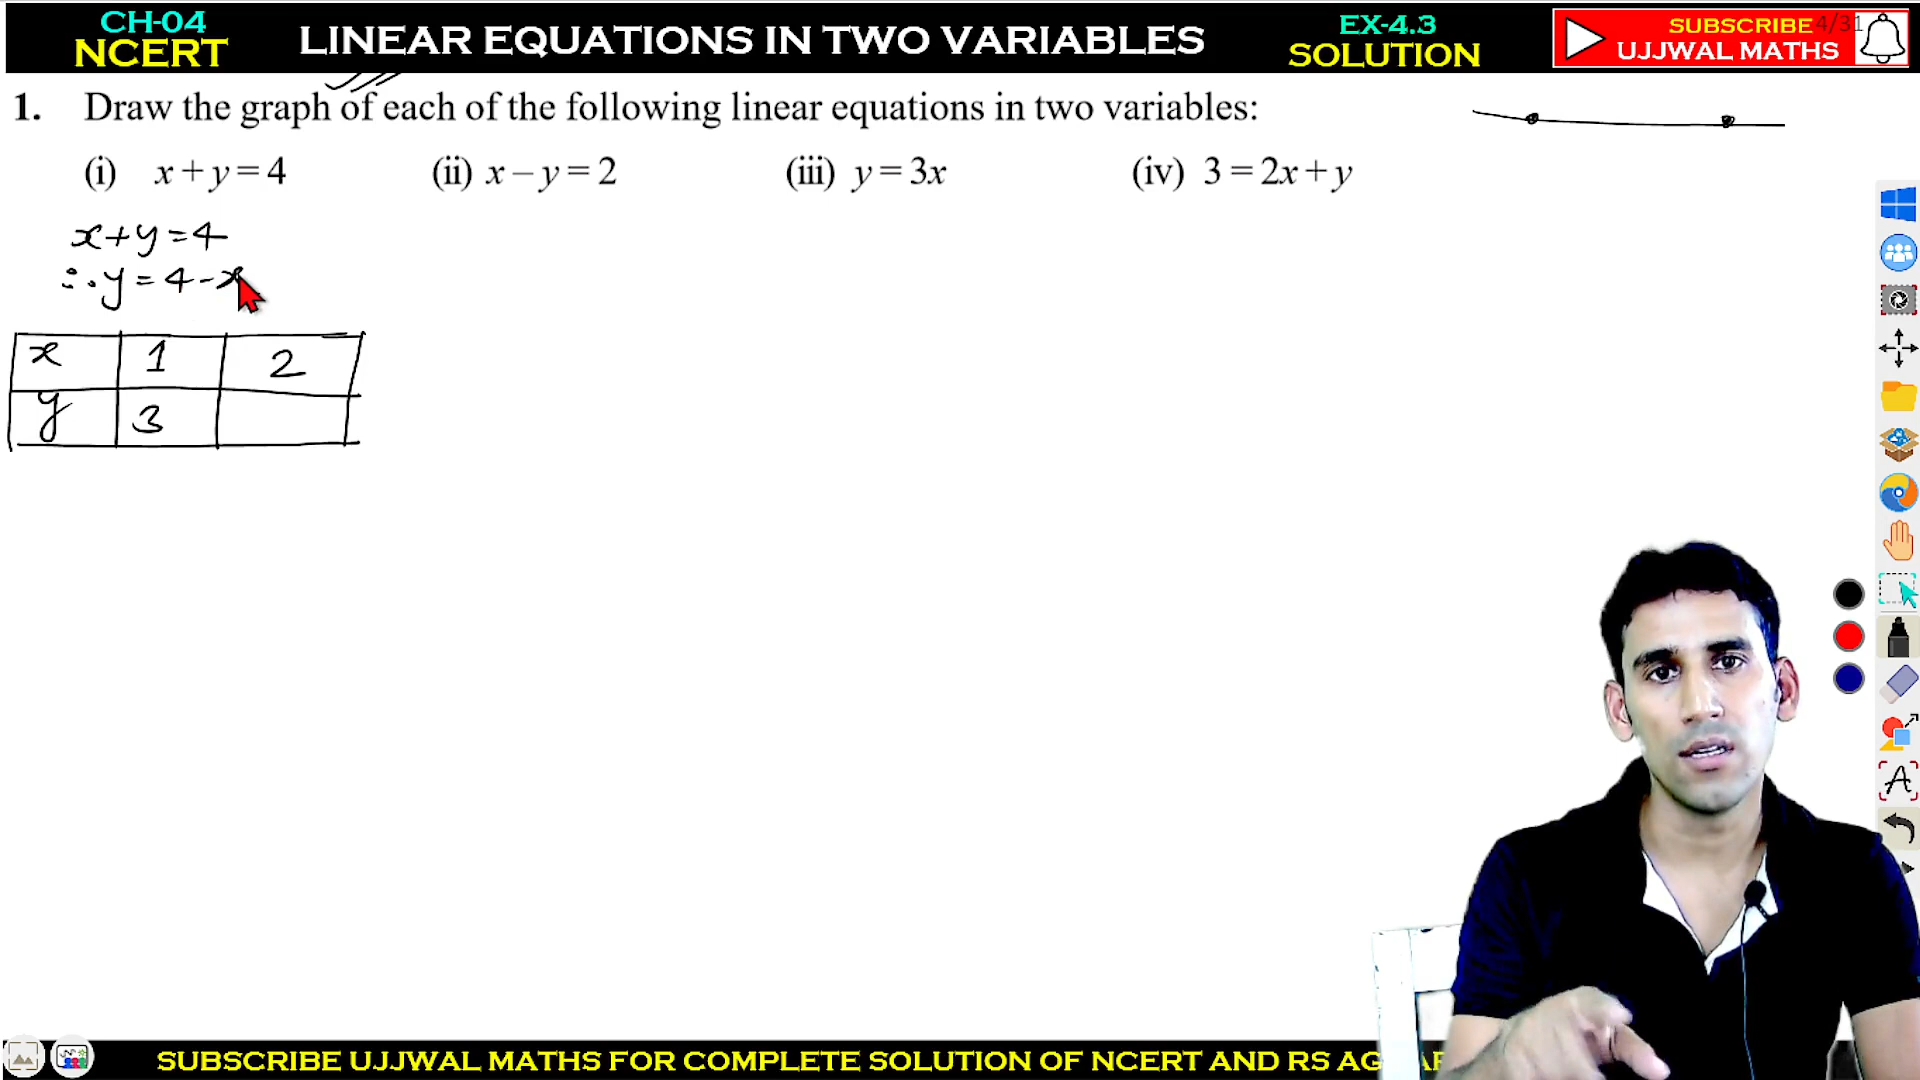 CH-04
NCERT
LINEAR EQUATIONS IN TWO VARIABLES
EX-4.3
SOLUTION
SUBSCRIBE 4/31
UJJWAL MATHS
1. Draw the graph of each of the following linear equations in two variables:
(i) x + y = 4 (ii) x – y = 2 (iii) y = 3x (iv) 3 = 2x + y
x+y=4
∴ y = 4-x
x 1 2
y 3
A
SUBSCRIBE UJJWAL MATHS FOR COMPLETE SOLUTION OF NCERT AND RS